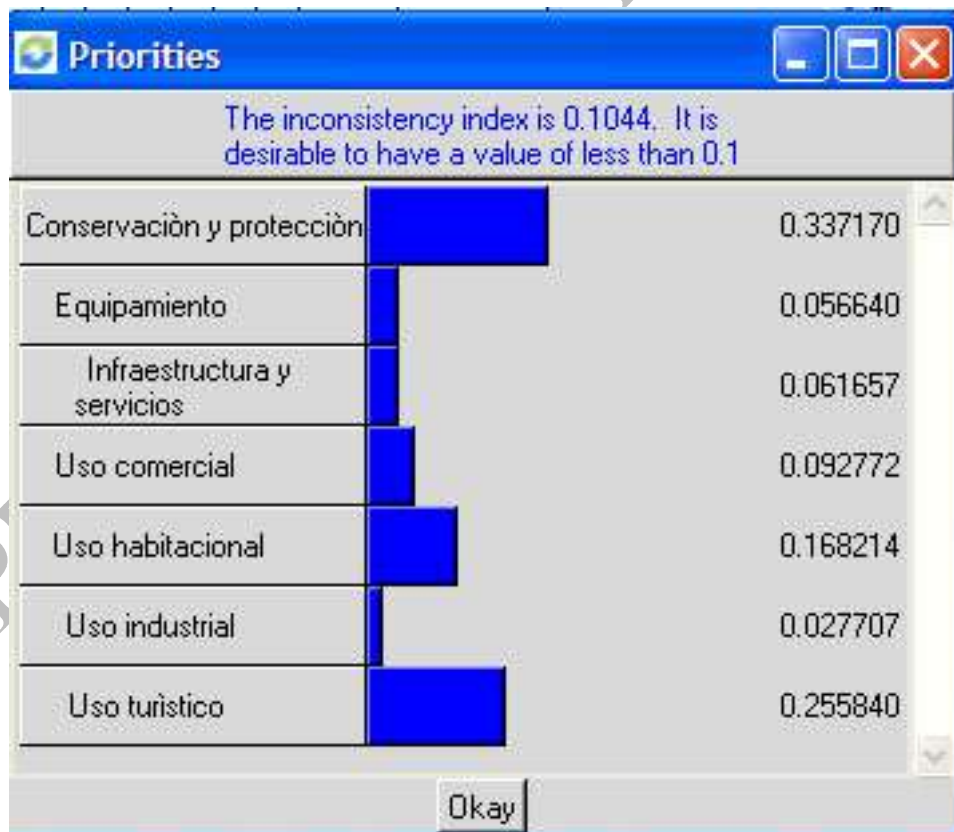 Priorities
The inconsistency index is 0.1044. It is
desirable to have a value of less than 0.1
Conservaciòn y protecciòn 0.337170
Equipamiento 0.056640
Infraestructura y
servicios 0.061657
Uso comercial 0.092772
Uso habitacional 0.168214
Uso industrial 0.027707
Uso turìstico 0.255840
Okay